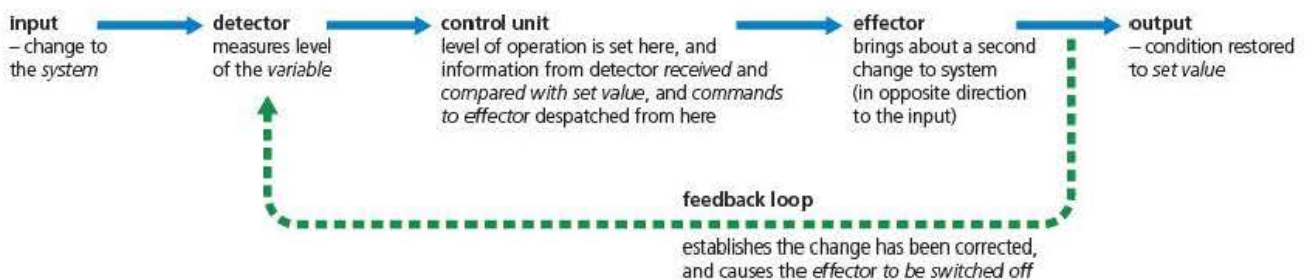 input
– change to
the system
detector
measures level
of the variable
control unit
level of operation is set here, and
information from detector received and
compared with set value, and commands
to effector despatched from here
effector
brings about a second
change to system
(in opposite direction
to the input)
output
– condition restored
to set value
feedback loop
establishes the change has been corrected,
and causes the effector to be switched off